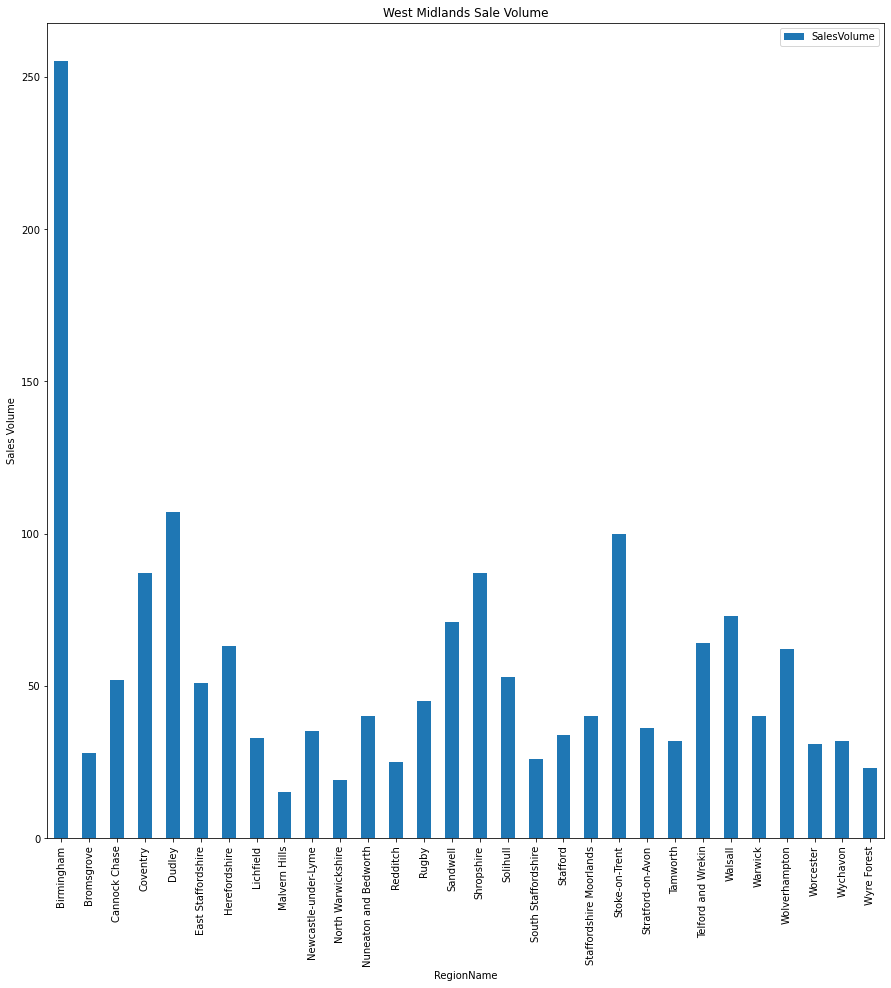 West Midlands Sale Volume
SalesVolume
250
200
150
100
50
0
Sales Volume
Birmingham
Bromsgrove
Cannock Chase
Coventry
Dudley
East Staffordshire
Herefordshire
Lichfield
Malvern Hills
Newcastle-under-Lyme
North Warwickshire
Nuneaton and Bedworth
Redditch
Rugby
Sandwell
Shropshire
Solihull
South Staffordshire
Stafford
Staffordshire Moorlands
Stoke-on-Trent
Stratford-on-Avon
Tamworth
Telford and Wrekin
Walsall
Warwick
Wolverhampton
Worcester
Wychavon
Wyre Forest
RegionName